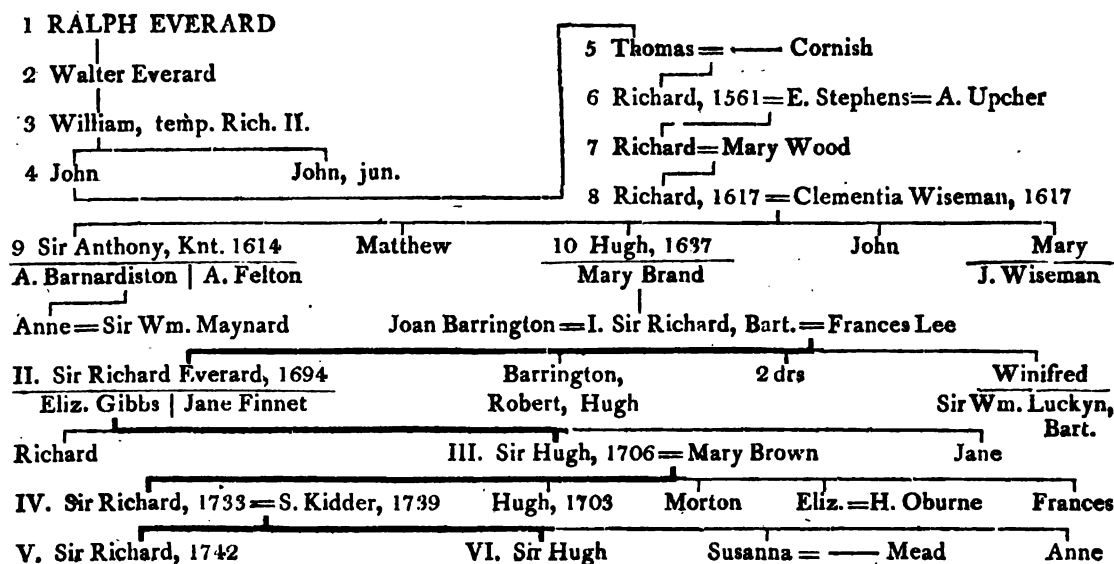 1 RALPH EVERARD
2 Walter Everard
3 William, temp. Rich. II.
4 John John, jun.
5 Thomas = —— Cornish
6 Richard, 1561 = E. Stephens = A. Upcher
7 Richard = Mary Wood
8 Richard, 1617 = Clementia Wiseman, 1617
9 Sir Anthony, Knt. 1614 Matthew 10 Hugh, 1637 John Mary
A. Barnardiston | A. Felton Mary Brand J. Wiseman
Anne = Sir Wm. Maynard Joan Barrington = I. Sir Richard, Bart. = Frances Lee
II. Sir Richard Everard, 1694 Barrington, 2 drs Winifred
Eliz. Gibbs | Jane Finnet Robert, Hugh Sir Wm. Luckyn,
Bart.
Richard III. Sir Hugh, 1706 = Mary Brown Jane
IV. Sir Richard, 1733 = S. Kidder, 1739 Hugh, 1703 Morton Eliz. = H. Oburne Frances
V. Sir Richard, 1742 VI. Sir Hugh Susanna = —— Mead Anne